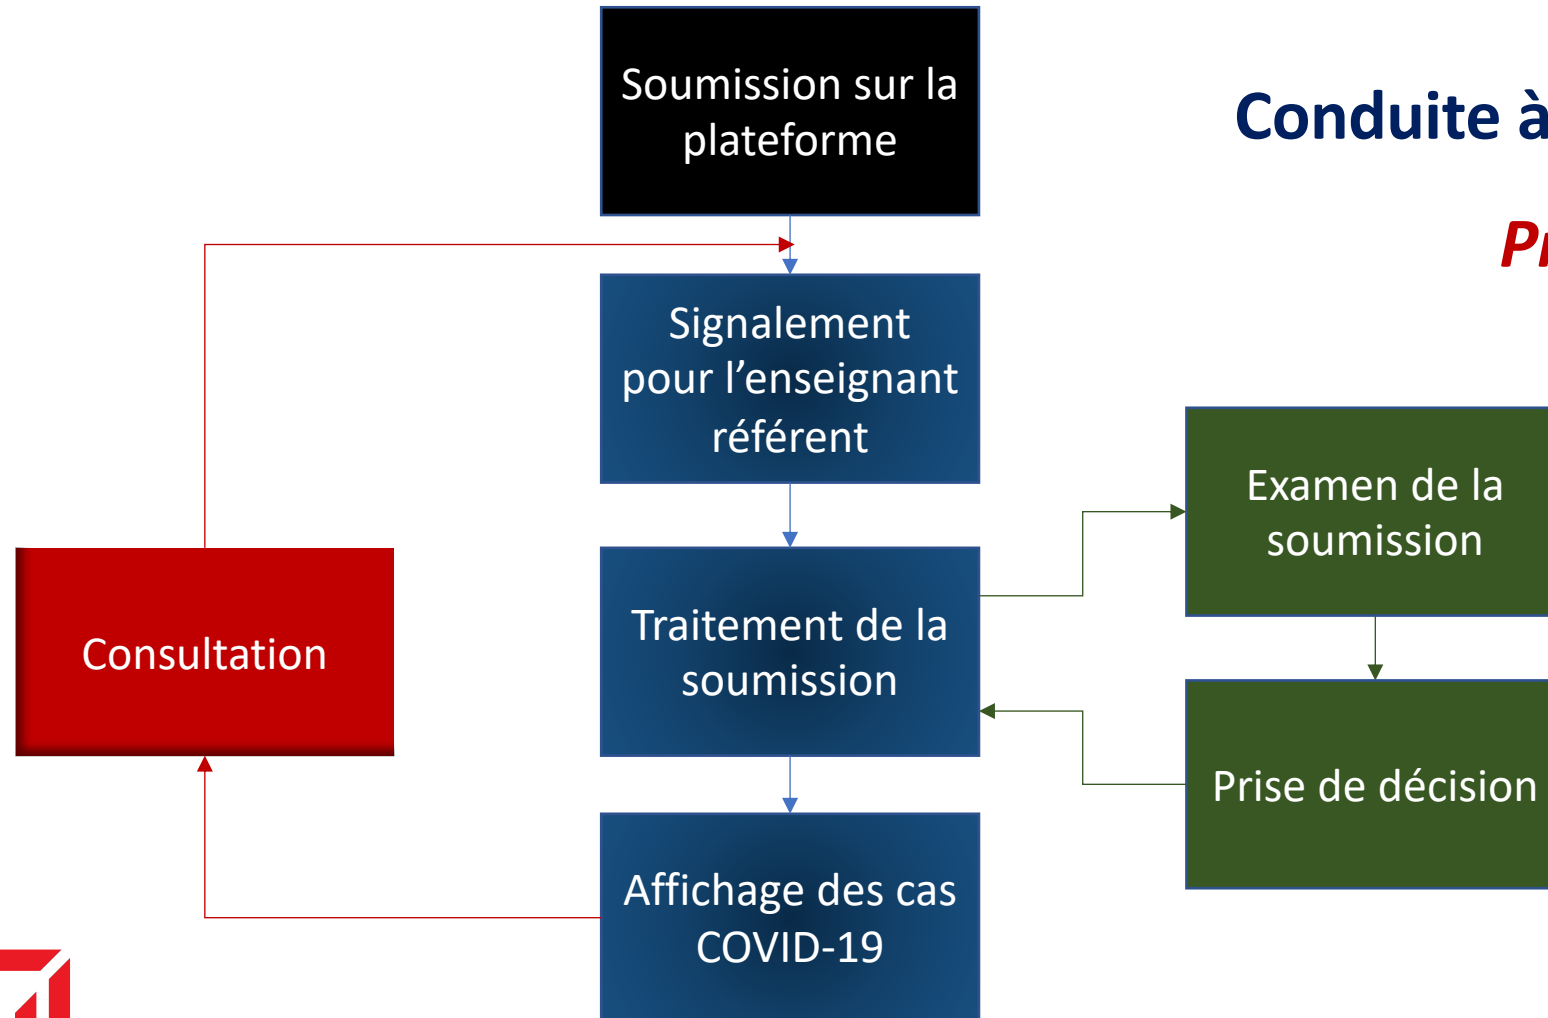 Soumission sur la
plateforme
Conduite à
Signalement
pour l’enseignant
référent
Examen de la
soumission
Traitement de la
soumission
Consultation
Prise de décision
Affichage des cas
COVID-19